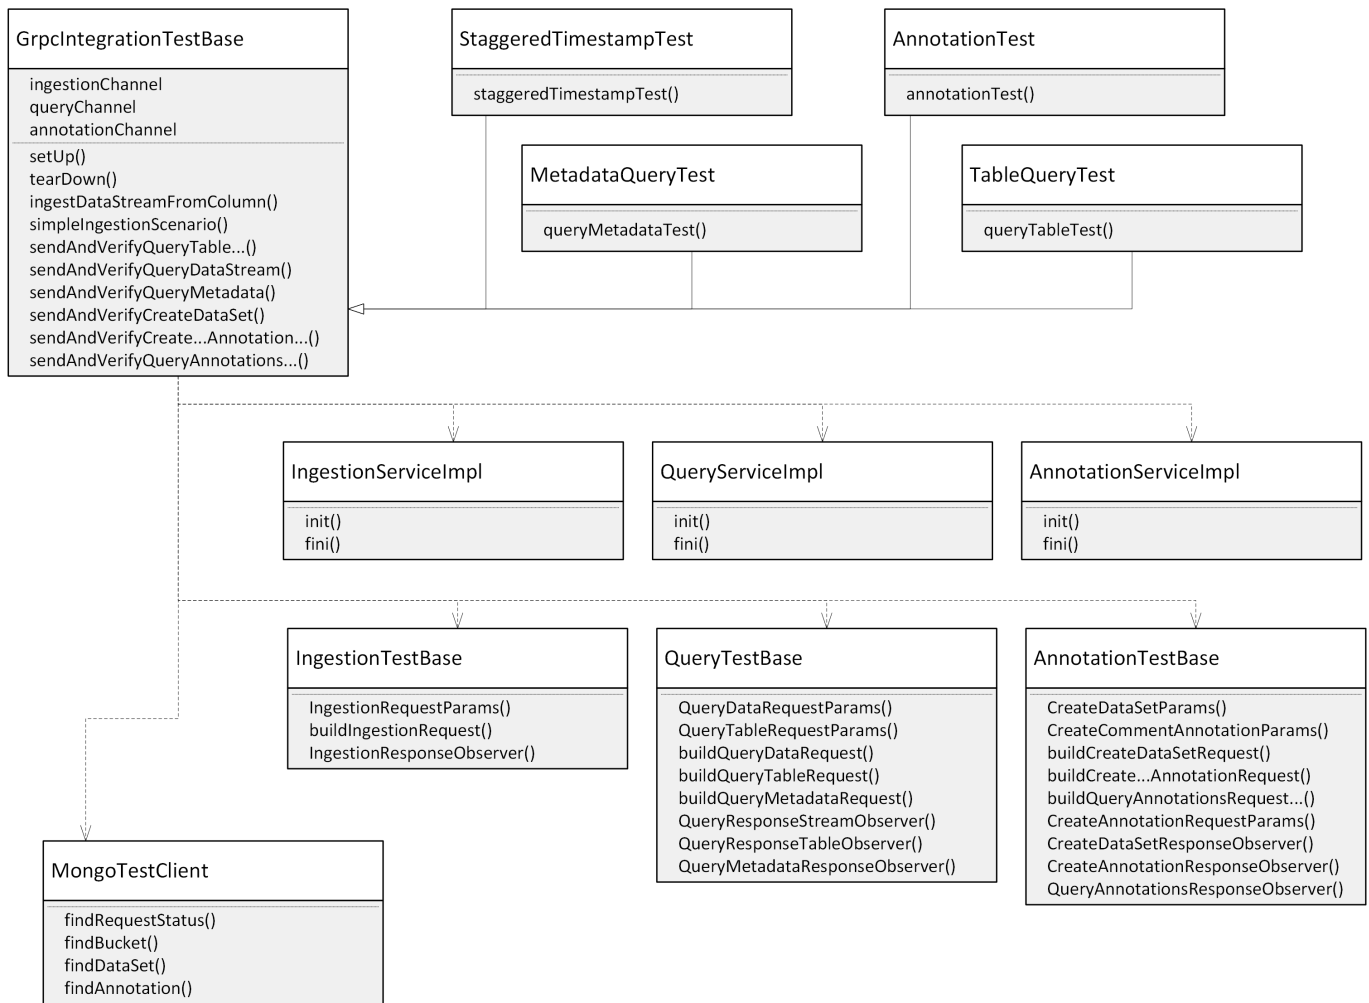 GrpcIntegrationTestBase
ingestionChannel
queryChannel
annotationChannel
setUp()
tearDown()
ingestDataStreamFromColumn()
simpleIngestionScenario()
sendAndVerifyQueryTable...()
sendAndVerifyQueryDataStream()
sendAndVerifyQueryMetadata()
sendAndVerifyCreateDataSet()
sendAndVerifyCreate...Annotation...()
sendAndVerifyQueryAnnotations...()
StaggeredTimestampTest
staggeredTimestampTest()
AnnotationTest
annotationTest()
MetadataQueryTest
queryMetadataTest()
TableQueryTest
queryTableTest()
IngestionServiceImpl
init()
fini()
QueryServiceImpl
init()
fini()
AnnotationServiceImpl
init()
fini()
IngestionTestBase
IngestionRequestParams()
buildIngestionRequest()
IngestionResponseObserver()
QueryTestBase
QueryDataRequestParams()
QueryTableRequestParams()
buildQueryDataRequest()
buildQueryTableRequest()
buildQueryMetadataRequest()
QueryResponseStreamObserver()
QueryResponseTableObserver()
QueryMetadataResponseObserver()
AnnotationTestBase
CreateDataSetParams()
CreateCommentAnnotationParams()
buildCreateDataSetRequest()
buildCreate...AnnotationRequest()
buildQueryAnnotationsRequest...()
CreateAnnotationRequestParams()
CreateDataSetResponseObserver()
CreateAnnotationResponseObserver()
QueryAnnotationsResponseObserver()
MongoTestClient
findRequestStatus()
findBucket()
findDataSet()
findAnnotation()